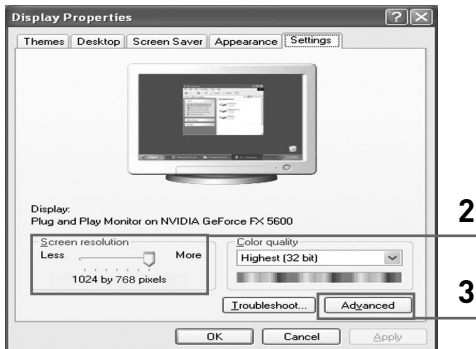 Display Properties
Themes Desktop Screen Saver Appearance Settings
Display:
Plug and Play Monitor on NVIDIA GeForce FX 5600
Screen resolution
Less More
1024 by 768 pixels
Color quality
Highest (32 bit)
2
Troubleshoot... Advanced
3
OK Cancel Apply